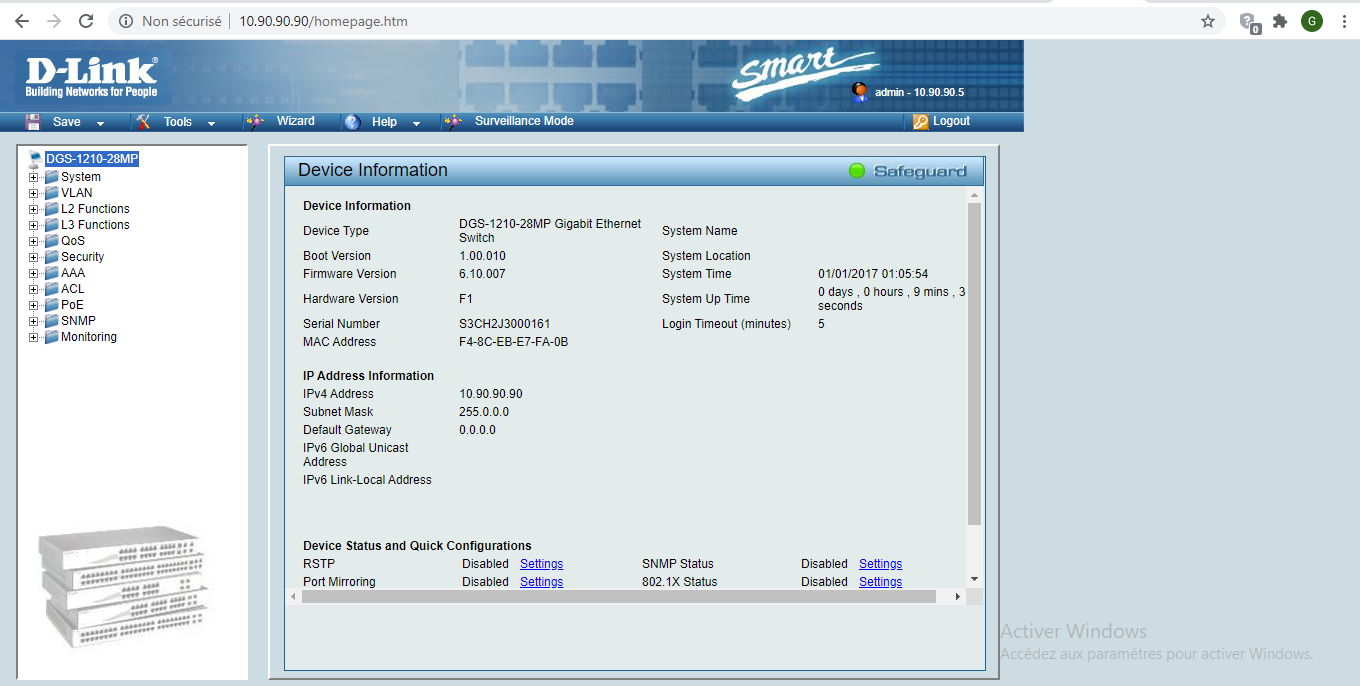 Non sécurisé
10.90.90.90/homepage.htm
G
0
D-Link®
Building Networks for People
smart
admin - 10.90.90.5
Save
Tools
Wizard
Help
Surveillance Mode
Logout
DGS-1210-28MP
System
VLAN
L2 Functions
L3 Functions
QoS
Security
AAA
ACL
PoE
SNMP
Monitoring
Device Information
Safeguard
Device Information
Device Type DGS-1210-28MP Gigabit Ethernet Switch System Name
Boot Version 1.00.010 System Location
Firmware Version 6.10.007 System Time 01/01/2017 01:05:54
Hardware Version F1 System Up Time 0 days , 0 hours , 9 mins , 3 seconds
Serial Number S3CH2J3000161 Login Timeout (minutes) 5
MAC Address F4-8C-EB-E7-FA-0B
IP Address Information
IPv4 Address 10.90.90.90
Subnet Mask 255.0.0.0
Default Gateway 0.0.0.0
IPv6 Global Unicast
Address
IPv6 Link-Local Address
Device Status and Quick Configurations
RSTP Disabled Settings SNMP Status Disabled Settings
Port Mirroring Disabled Settings 802.1X Status Disabled Settings
Activer Windows
Accédez aux paramètres pour activer Windows.